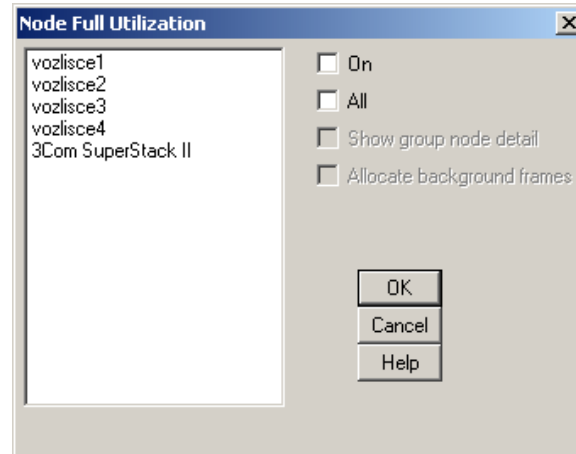 Node Full Utilization
vozlisce1
vozlisce2
vozlisce3
vozlisce4
3Com SuperStack II
On
All
Show group node detail
Allocate background frames
OK
Cancel
Help